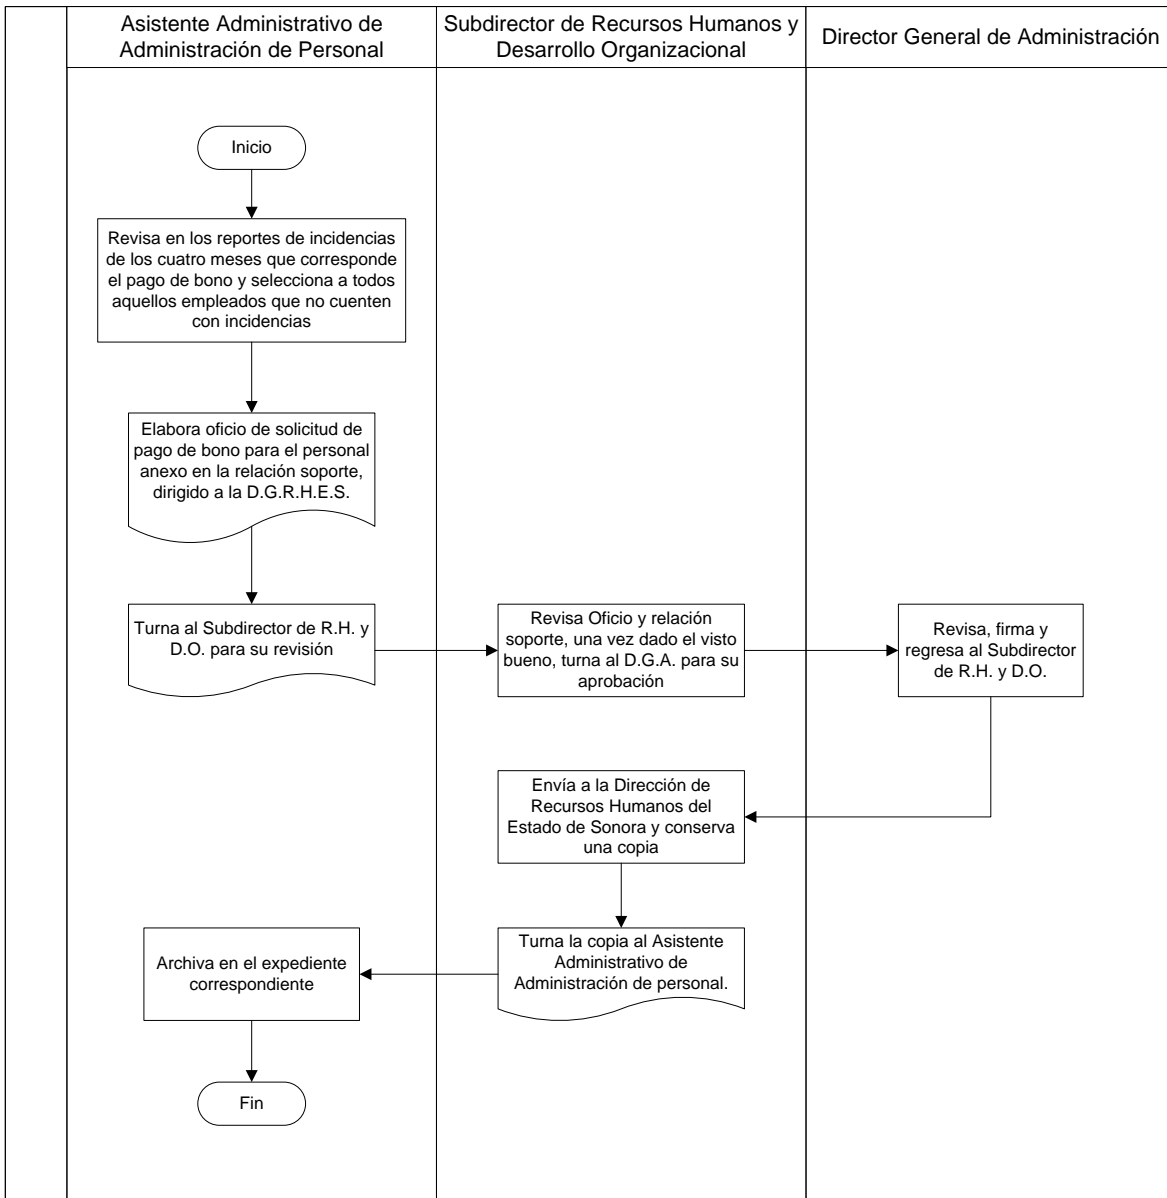 Asistente Administrativo de
Administración de Personal
Subdirector de Recursos Humanos y
Desarrollo Organizacional
Director General de Administración
Inicio
Revisa en los reportes de incidencias
de los cuatro meses que corresponde
el pago de bono y selecciona a todos
aquellos empleados que no cuenten
con incidencias
Elabora oficio de solicitud de
pago de bono para el personal
anexo en la relación soporte,
dirigido a la D.G.R.H.E.S.
Turna al Subdirector de R.H. y
D.O. para su revisión
Revisa Oficio y relación
soporte, una vez dado el visto
bueno, turna al D.G.A. para su
aprobación
Revisa, firma y
regresa al Subdirector
de R.H. y D.O.
Envía a la Dirección de
Recursos Humanos del
Estado de Sonora y conserva
una copia
Turna la copia al Asistente
Administrativo de
Administración de personal.
Archiva en el expediente
correspondiente
Fin